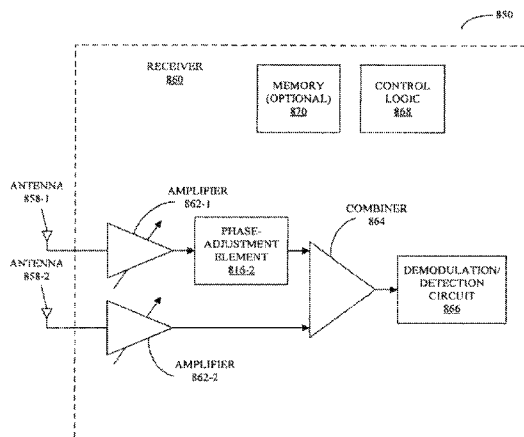 850
RECEIVER
860
MEMORY
(OPTIONAL)
870
CONTROL
LOGIC
868
ANTENNA
858-1
AMPLIFIER
862-1
PHASE-
ADJUSTMENT
ELEMENT
816-2
COMBINER
864
ANTENNA
858-2
DEMODULATION/
DETECTION
CIRCUIT
866
AMPLIFIER
862-2